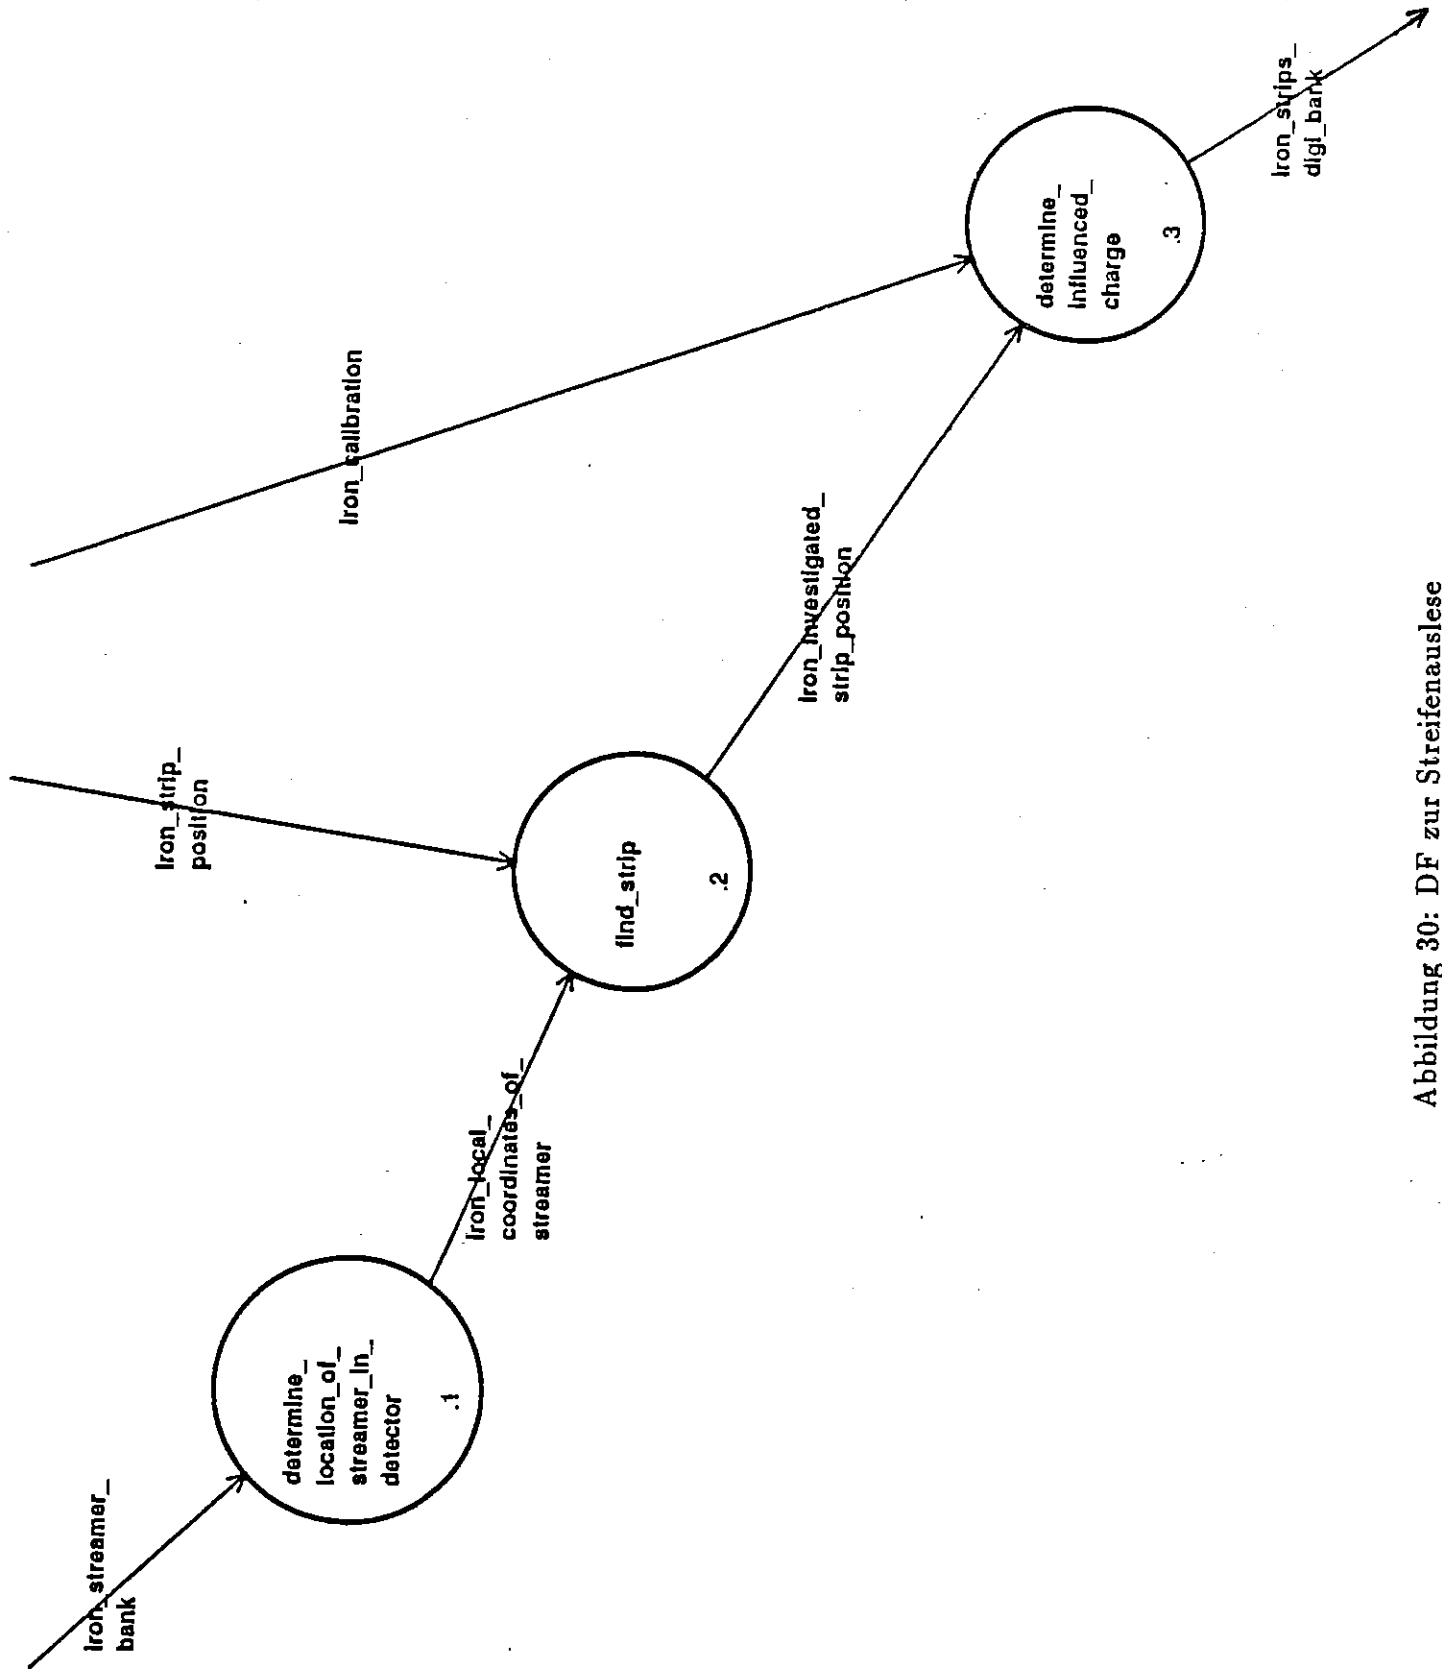 Iron_streamer_
bank
determine_
location_of_
streamer_in_
detector
.1
Iron_local_
coordinates_of_
streamer
Iron_strip_
position
find_strip
.2
Iron_calibration
Iron_investigated_
strip_position
determine_
influenced_
charge
.3
Iron_strips_
digi_bank
Abbildung 30: DF zur Streifenauslese